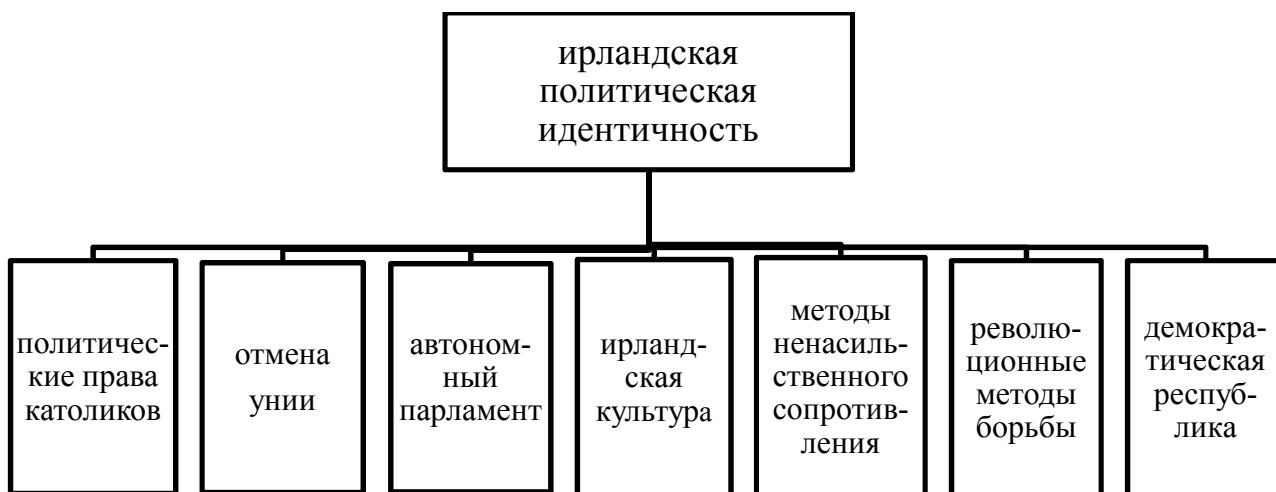 ирландская
политическая
идентичность
политичес-
кие права
католиков
отмена
унии
автоном-
ный
парламент
ирланд-
ская
культура
методы
ненасиль-
ственного
сопротив-
ления
револю-
ционные
методы
борьбы
демокра-
тическая
респуб-
лика